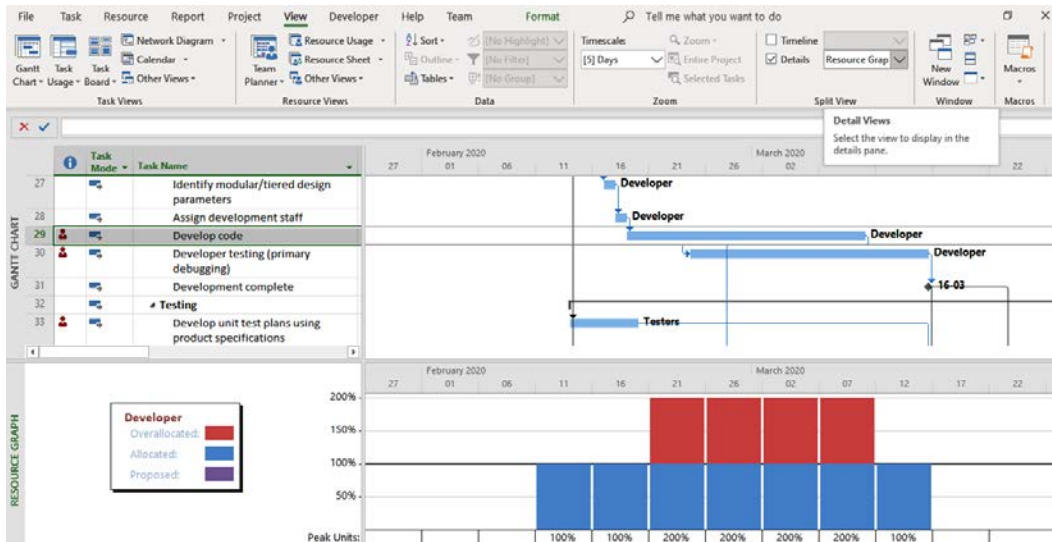 File Task Resource Report Project View Developer Help Team Format Tell me what you want to do
Gantt Chart
Task Usage
Task Board
Network Diagram
Calendar
Other Views
Task Views
Team Planner
Resource Usage
Resource Sheet
Other Views
Resource Views
Sort
Outline
Tables
[No Highlight]
[No Filter]
[No Group]
Data
Timescale:
[5] Days
Zoom
Entire Project
Selected Tasks
Zoom
Timeline
Details Resource Grap
Split View
New Window
Window
Macros
Macros
Detail Views
Select the view to display in the
details pane.
GANTT CHART
Task
Mode Task Name
February 2020 March 2020
27 01 06 11 16 21 26 02 22
27 Identify modular/tiered design
parameters
Developer
28 Assign development staff Developer
29 Develop code Developer
30 Developer testing (primary
debugging)
Developer
31 Development complete 16-03
32 Testing
33 Develop unit test plans using
product specifications
Testers
RESOURCE GRAPH
February 2020 March 2020
27 01 06 11 16 21 26 02 07 12 17 22
Developer
Overallocated:
Allocated:
Proposed:
200%
150%
100%
50%
Peak Units: 100% 100% 200% 200% 200% 200% 100%